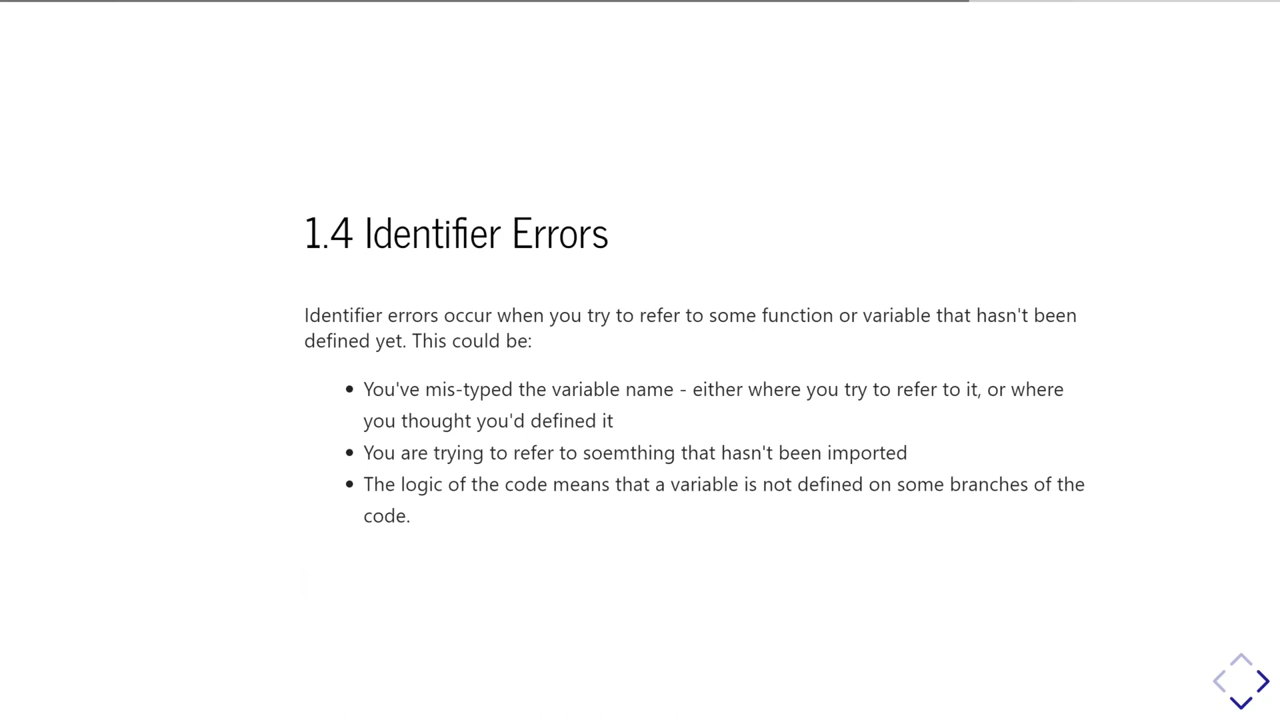 1.4 Identifier Errors
Identifier errors occur when you try to refer to some function or variable that hasn't been
defined yet. This could be:
• You've mis-typed the variable name - either where you try to refer to it, or where
you thought you'd defined it
• You are trying to refer to soemthing that hasn't been imported
• The logic of the code means that a variable is not defined on some branches of the
code.